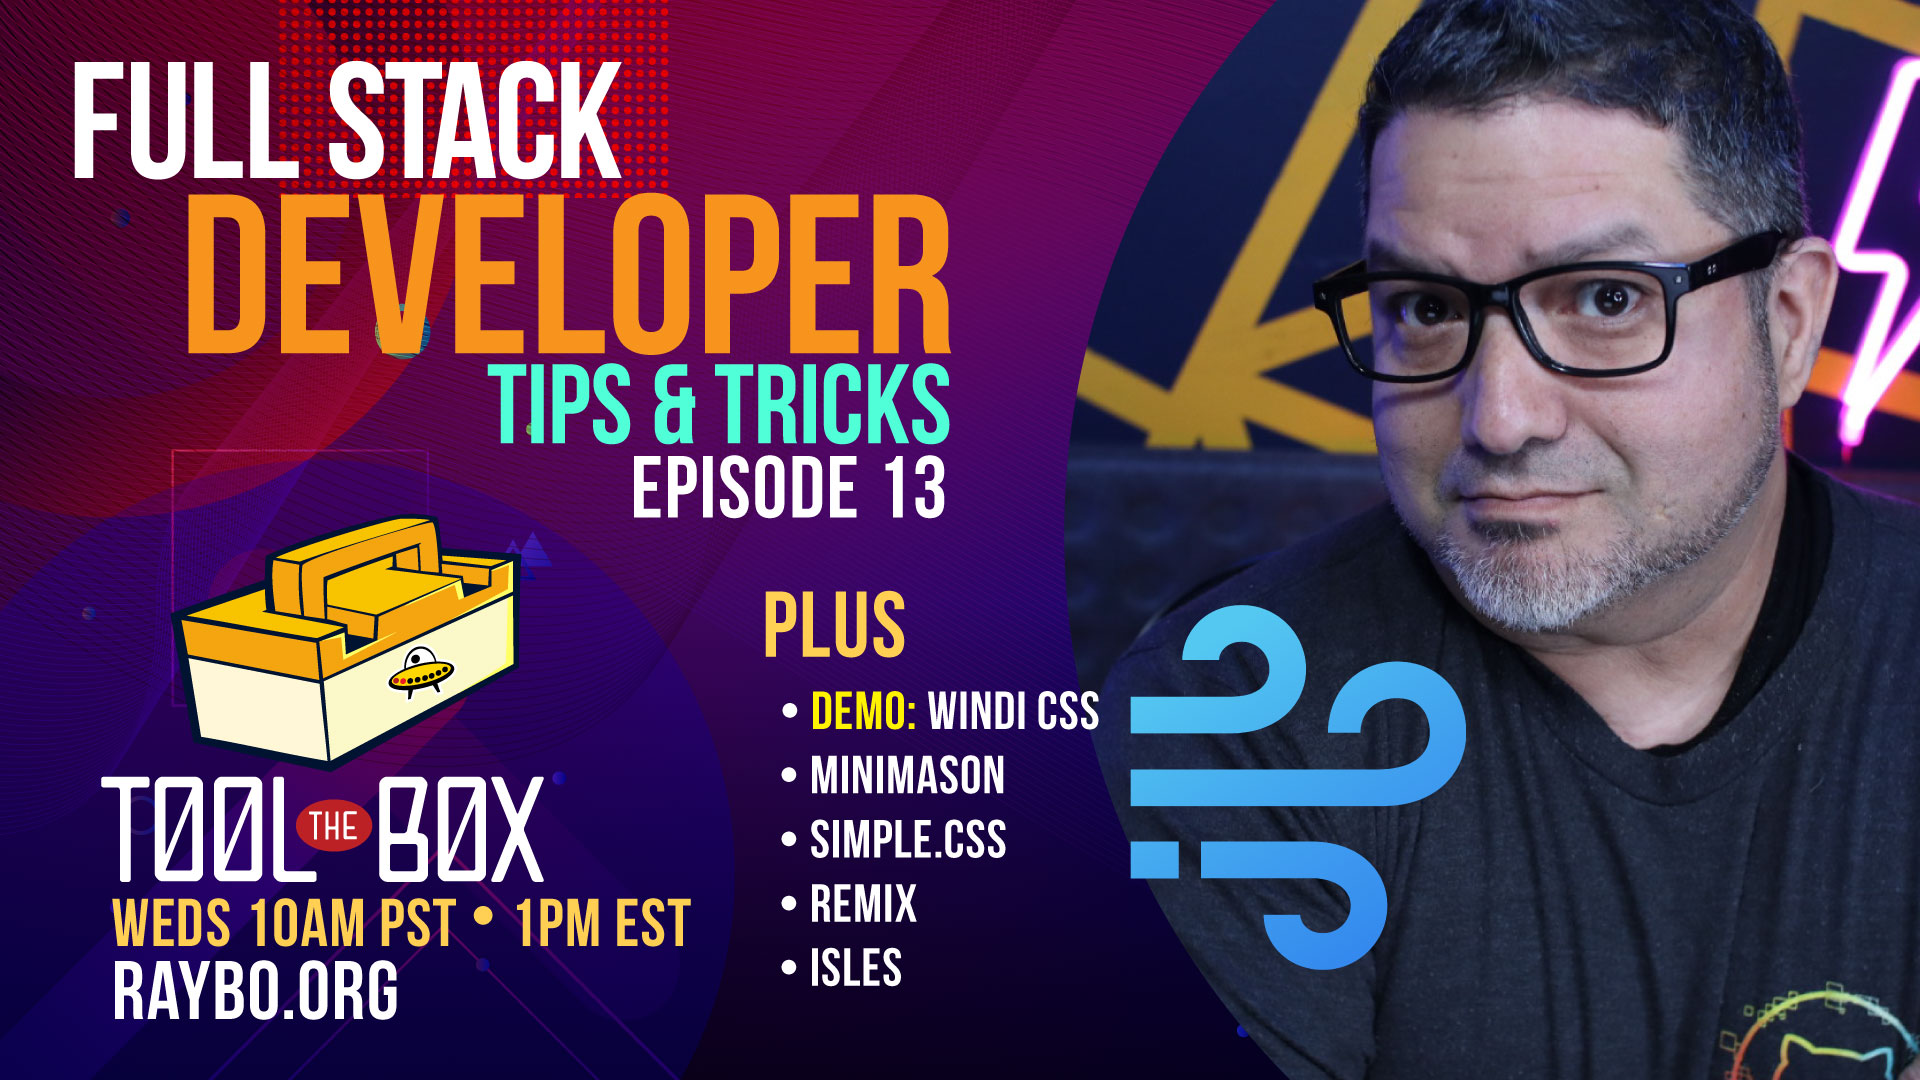 FULL STACK
DEVELOPER
TIPS & TRICKS
EPISODE 13
PLUS
• DEMO: WINDI CSS
• MINIMASON
• SIMPLE.CSS
• REMIX
• ISLES
TOOL THE BOX
WEDS 10AM PST • 1PM EST
RAYBO.ORG